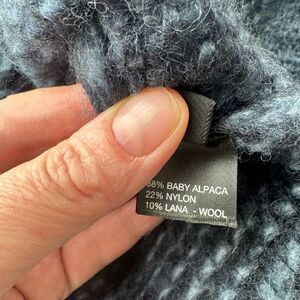 68% BABY ALPACA
22% NYLON
10% LANA - WOOL